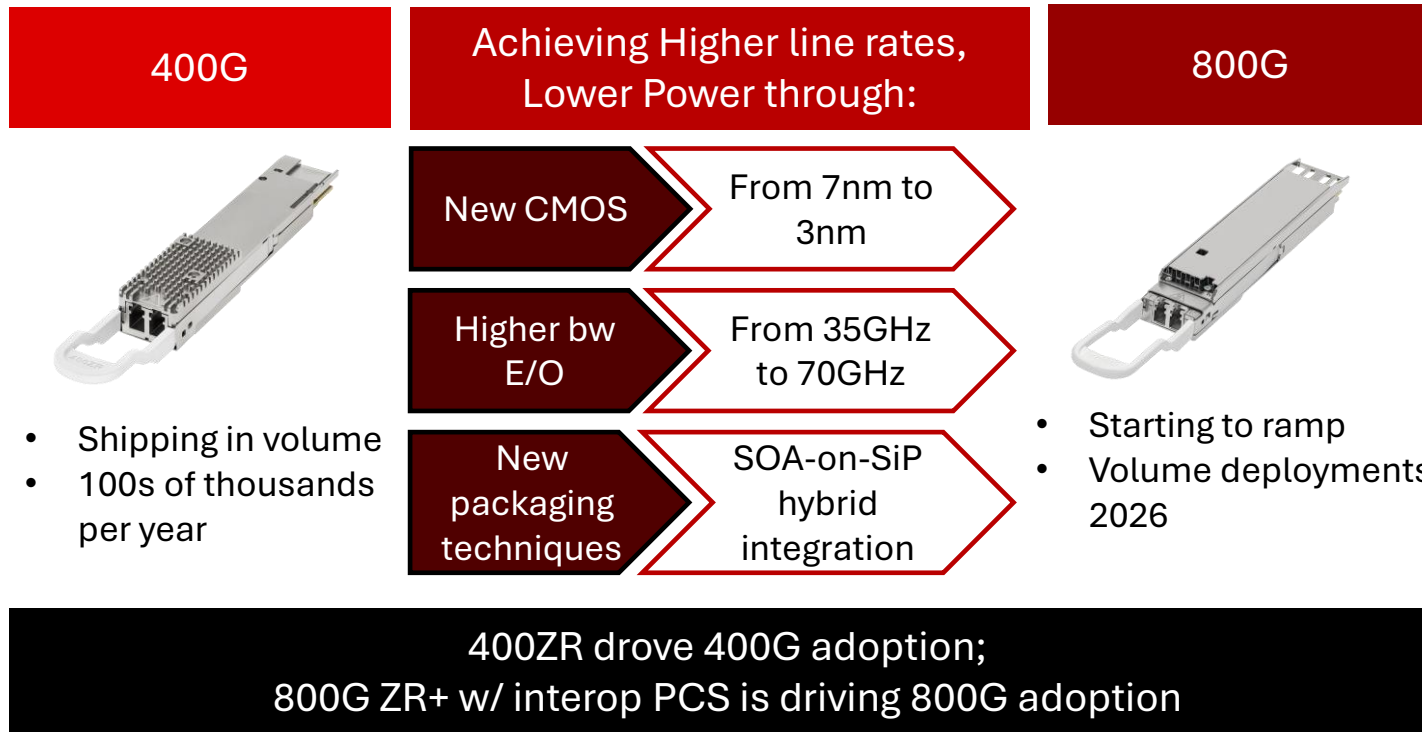 400G
Achieving Higher line rates,
Lower Power through:
800G
New CMOS
From 7nm to
3nm
Higher bw
E/O
From 35GHz
to 70GHz
New
packaging
techniques
SOA-on-SiP
hybrid
integration
• Shipping in volume
• 100s of thousands
per year
• Starting to ramp
• Volume deployments
2026
400ZR drove 400G adoption;
800G ZR+ w/ interop PCS is driving 800G adoption